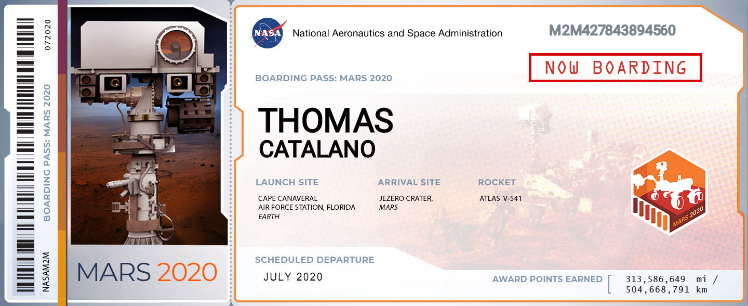 072020
BOARDING PASS: MARS 2020
NASAM2M
MARS 2020
NASA
National Aeronautics and Space Administration
M2M427843894560
NOW BOARDING
BOARDING PASS: MARS 2020
THOMAS
CATALANO
LAUNCH SITE
CAPE CANAVERAL
AIR FORCE STATION, FLORIDA
EARTH
ARRIVAL SITE
JEZERO CRATER,
MARS
ROCKET
ATLAS V-541
MARS 2020
SCHEDULED DEPARTURE
JULY 2020
AWARD POINTS EARNED
313,586,649 mi /
504,668,791 km